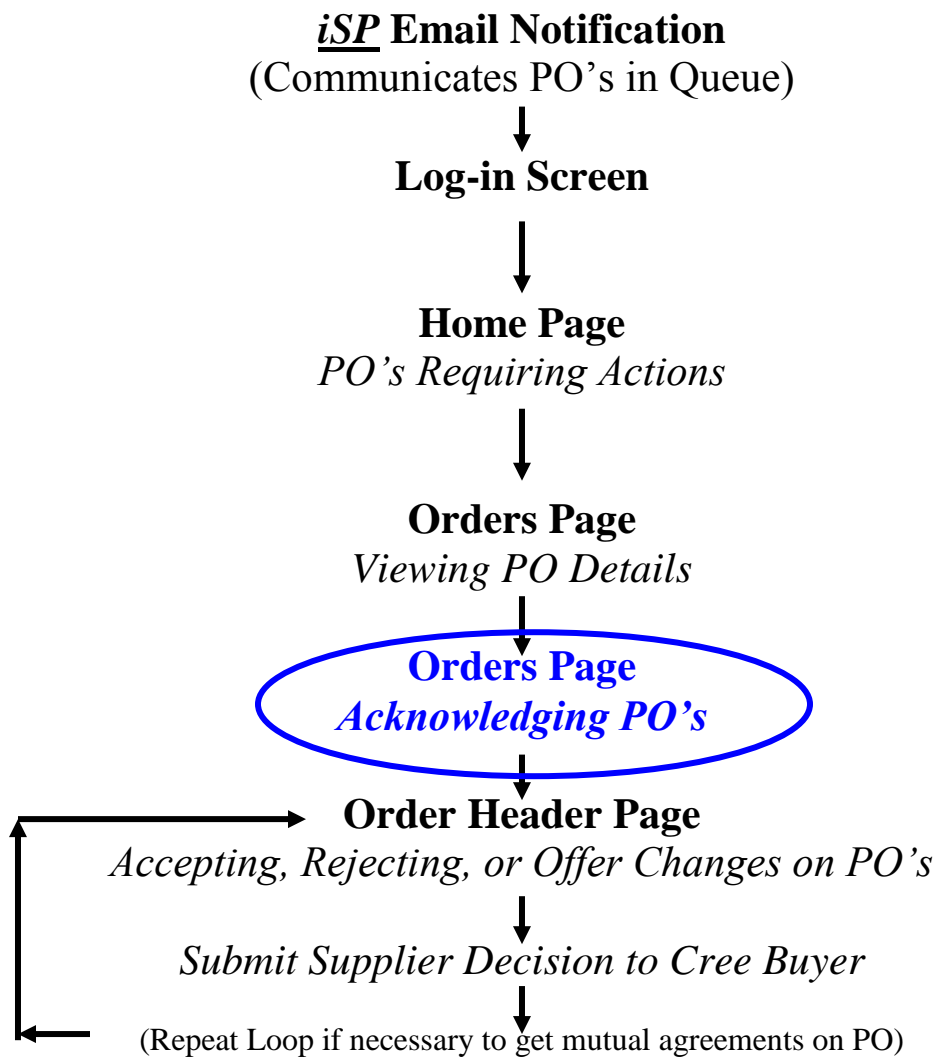 iSP Email Notification
(Communicates PO’s in Queue)
Log-in Screen
Home Page
PO’s Requiring Actions
Orders Page
Viewing PO Details
Orders Page
Acknowledging PO’s
Order Header Page
Accepting, Rejecting, or Offer Changes on PO’s
Submit Supplier Decision to Cree Buyer
(Repeat Loop if necessary to get mutual agreements on PO)